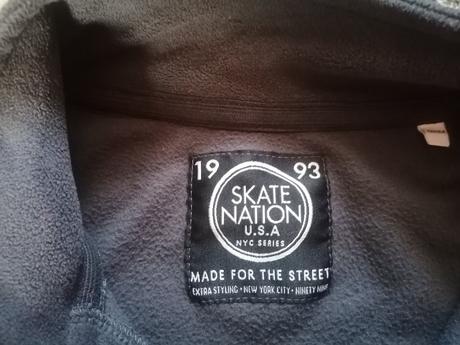 19 93
SKATE
NATION
U.S.A
NYC SERIES
MADE FOR THE STREET
EXTRA STYLING • NEW YORK CITY • NINETY NINE